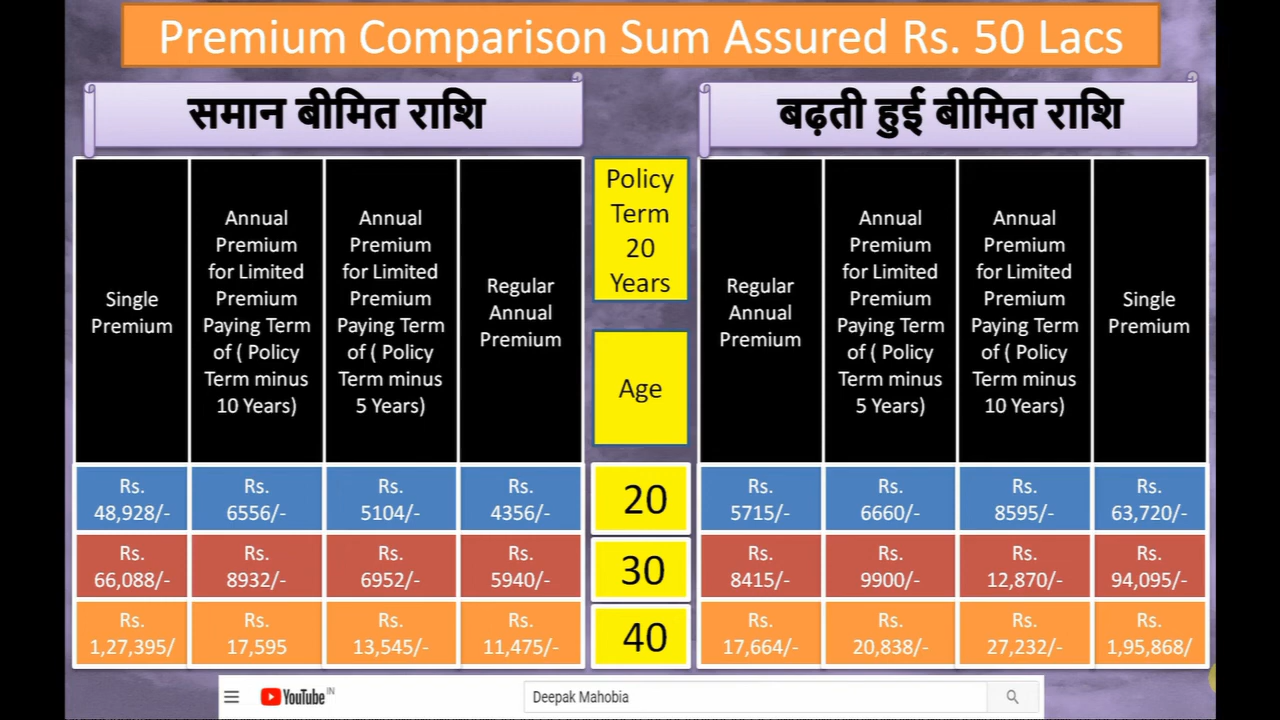 Premium Comparison Sum Assured Rs. 50 Lacs
समान बीमित राशि
बढ़ती हुई बीमित राशि
Single
Premium
Annual
Premium
for Limited
Premium
Paying Term
of ( Policy
Term minus
10 Years)
Annual
Premium
for Limited
Premium
Paying Term
of ( Policy
Term minus
5 Years)
Regular
Annual
Premium
Policy
Term
20
Years
Age
Regular
Annual
Premium
Annual
Premium
for Limited
Premium
Paying Term
of ( Policy
Term minus
5 Years)
Annual
Premium
for Limited
Premium
Paying Term
of ( Policy
Term minus
10 Years)
Single
Premium
Rs.
48,928/-
Rs.
6556/-
Rs.
5104/-
Rs.
4356/-
20
Rs.
5715/-
Rs.
6660/-
Rs.
8595/-
Rs.
63,720/-
Rs.
66,088/-
Rs.
8932/-
Rs.
6952/-
Rs.
5940/-
30
Rs.
8415/-
Rs.
9900/-
Rs.
12,870/-
Rs.
94,095/-
Rs.
1,27,395/
Rs.
17,595
Rs.
13,545/-
Rs.
11,475/-
40
Rs.
17,664/-
Rs.
20,838/-
Rs.
27,232/-
Rs.
1,95,868/
YouTube IN
Deepak Mahobia